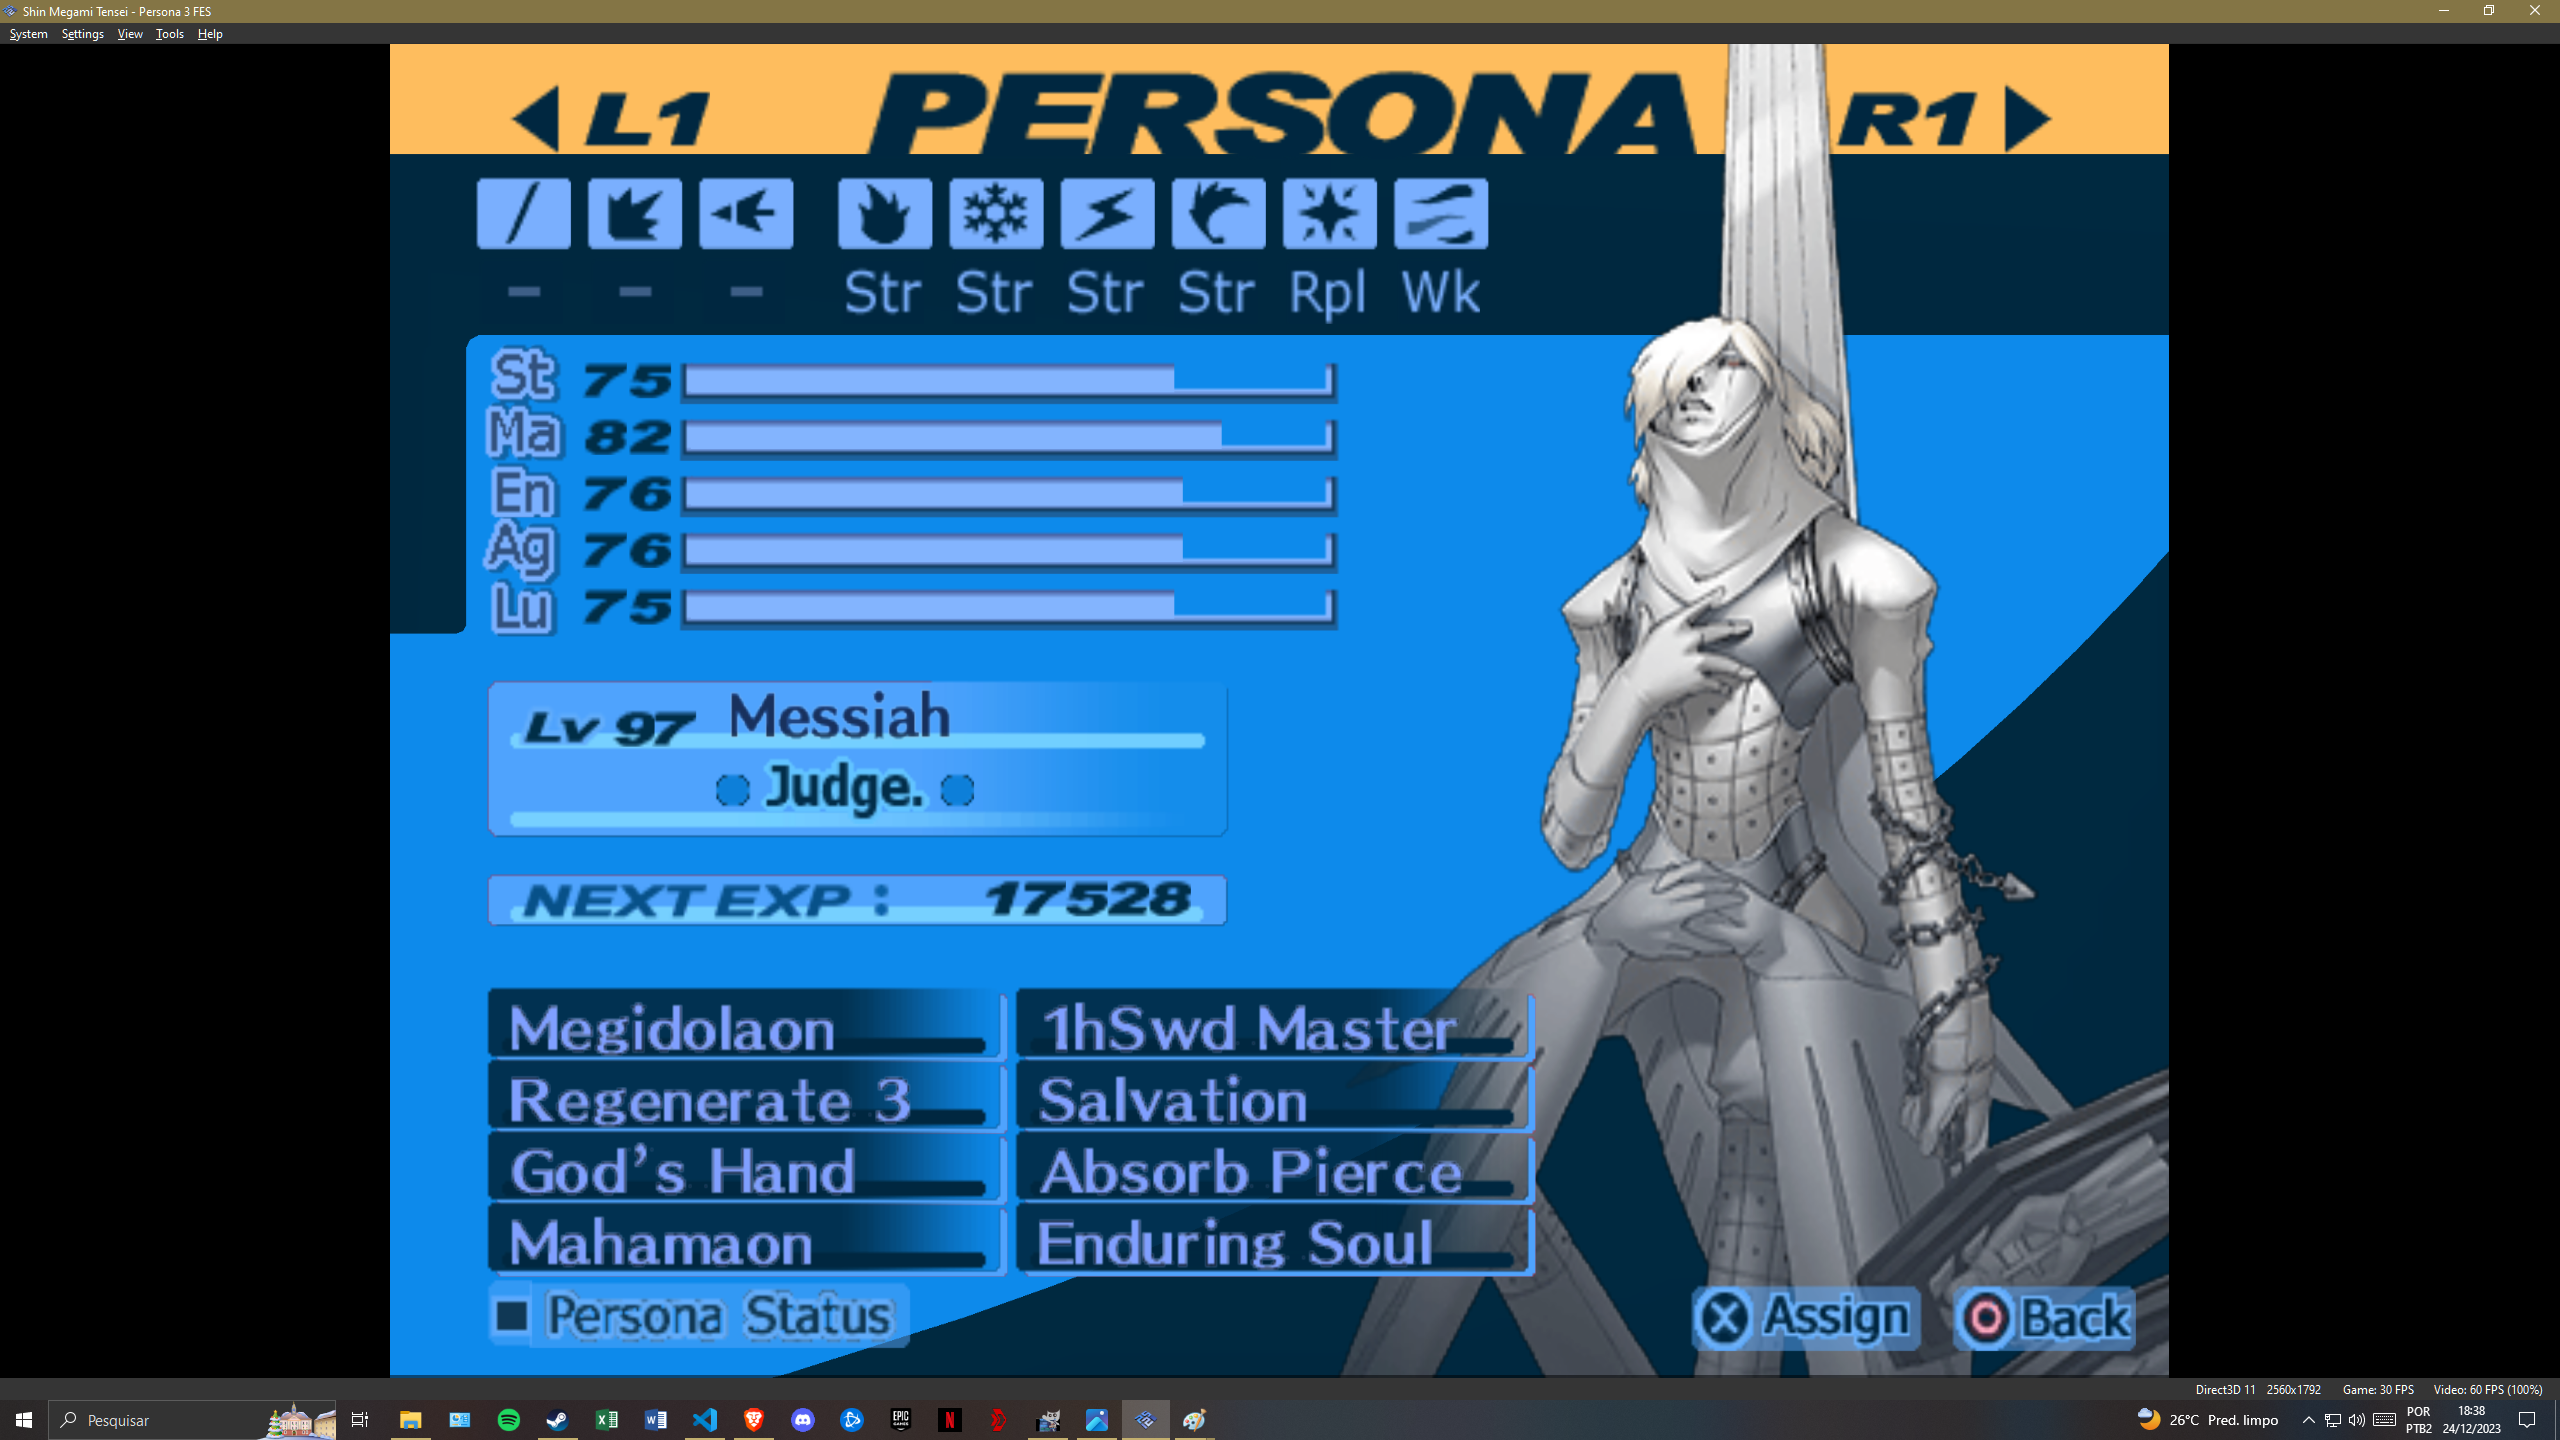 Shin Megami Tensei - Persona 3 FES
System Settings View Tools Help
L1 PERSONA R1
- - - Str Str Str Str Rpl Wk
St 75
Ma 82
En 76
Ag 76
Lu 75
Lv 97 Messiah
Judge.
NEXT EXP : 17528
Megidolaon 1hSwd Master
Regenerate 3 Salvation
God's Hand Absorb Pierce
Mahamaon Enduring Soul
Persona Status Assign Back
Direct3D 11 2560x1792 Game: 30 FPS Video: 60 FPS (100%)
Pesquisar 26°C Pred. limpo POR PTB2 18:38 24/12/2023
EPIC GAMES